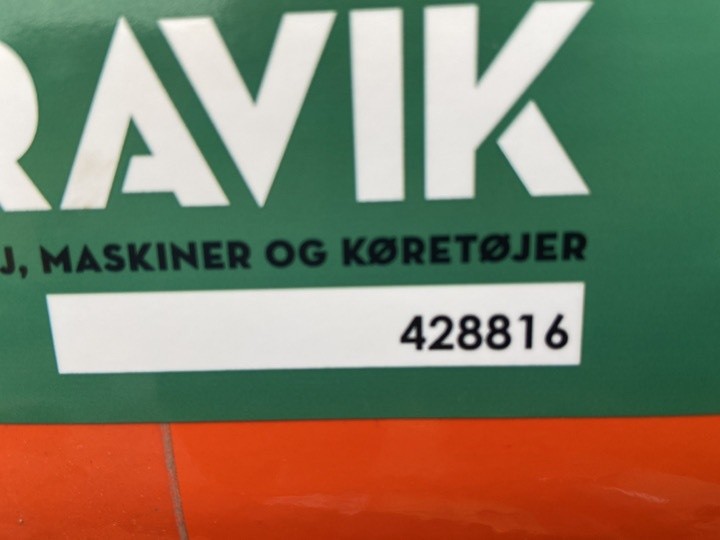 RAVIK
J, MASKINER OG KØRETØJER
428816